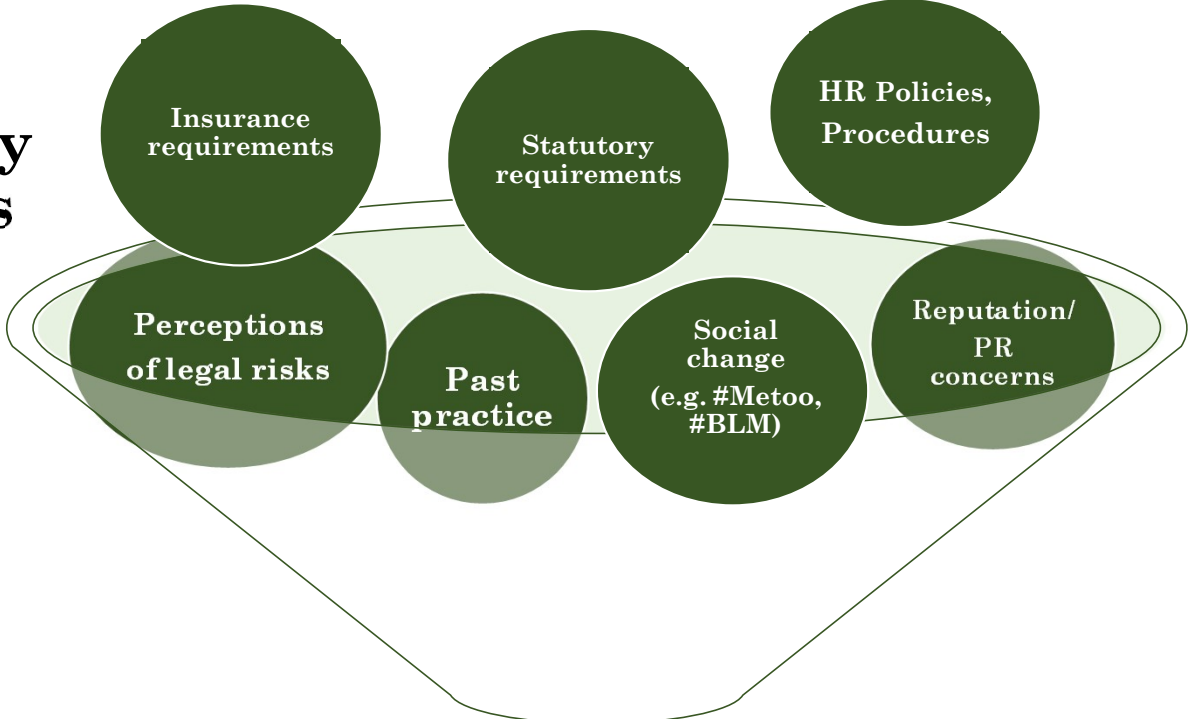 y
s
Insurance
requirements
Statutory
requirements
HR Policies,
Procedures
Perceptions
of legal risks
Past
practice
Social
change
(e.g. #Metoo,
#BLM)
Reputation/
PR
concerns